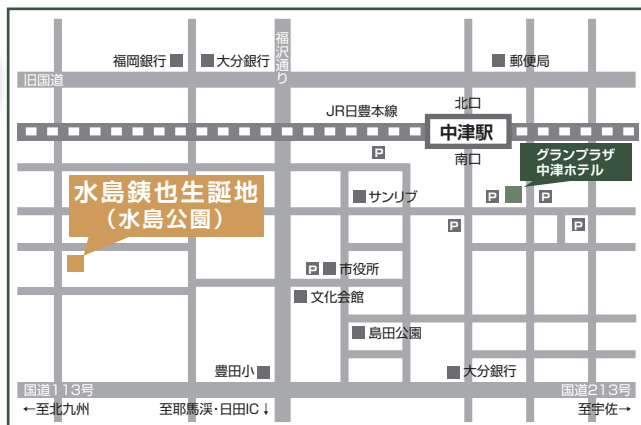 福沢通り
福岡銀行
大分銀行
郵便局
旧国道
JR日豊本線
北口
中津駅
南口
P
グランプラザ
中津ホテル
水島銕也生誕地
（水島公園）
サンリブ
P
P
P
P
P
市役所
文化会館
島田公園
豊田小
大分銀行
国道113号
国道213号
←至北九州
至耶馬渓・日田IC↓
至宇佐→